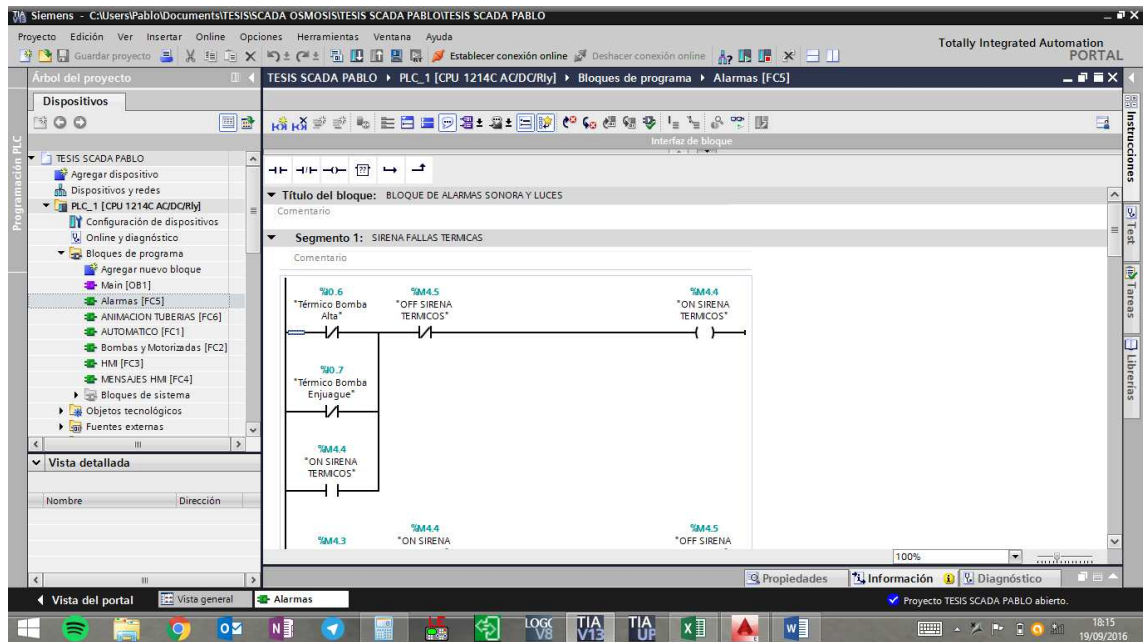 Siemens - C:\Users\Pablo\Documents\TESIS\SCADA OSMOSIS\TESIS SCADA PABLO\TESIS SCADA PABLO
Proyecto Edición Ver Insertar Online Opciones Herramientas Ventana Ayuda
Guardar proyecto
Establecer conexión online
Deshacer conexión online
Totally Integrated Automation
PORTAL
Árbol del proyecto
TESIS SCADA PABLO PLC_1 [CPU 1214C AC/DC/Rly] Bloques de programa Alarmas [FC5]
Dispositivos
Interfaz de bloque
Programación PLC
TESIS SCADA PABLO
Agregar dispositivo
Dispositivos y redes
PLC_1 [CPU 1214C AC/DC/Rly]
Configuración de dispositivos
Online y diagnóstico
Bloques de programa
Agregar nuevo bloque
Main [OB1]
Alarmas [FC5]
ANIMACION TUBERIAS [FC6]
AUTOMATICO [FC1]
Bombas y Motorizadas [FC2]
HMI [FC3]
MENSAJES HMI [FC4]
Bloques de sistema
Objetos tecnológicos
Fuentes externas
Vista detallada
Nombre Dirección
Título del bloque: BLOQUE DE ALARMAS SONORA Y LUCES
Comentario
Segmento 1: SIRENA FALLAS TERMICAS
Comentario
%I0.6 %M4.5 %M4.4
"Térmico Bomba "OFF SIRENA "ON SIRENA
Alta" TERMICOS" TERMICOS"
%I0.7
"Térmico Bomba
Enjuague"
%M4.4
"ON SIRENA
TERMICOS"
%M4.4 %M4.5
%M4.3 "ON SIRENA "OFF SIRENA
100%
Instrucciones
Test
Tareas
Librerías
Propiedades Información Diagnóstico
Vista del portal Vista general Alarmas
Proyecto TESIS SCADA PABLO abierto.
LOGO V8
TIA V13
TIA UP
18:15
19/09/2016